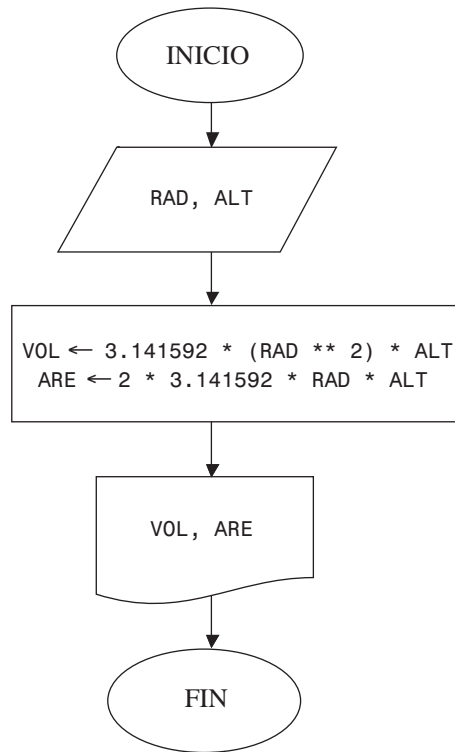 INICIO
RAD, ALT
VOL ← 3.141592 * (RAD ** 2) * ALT
ARE ← 2 * 3.141592 * RAD * ALT
VOL, ARE
FIN